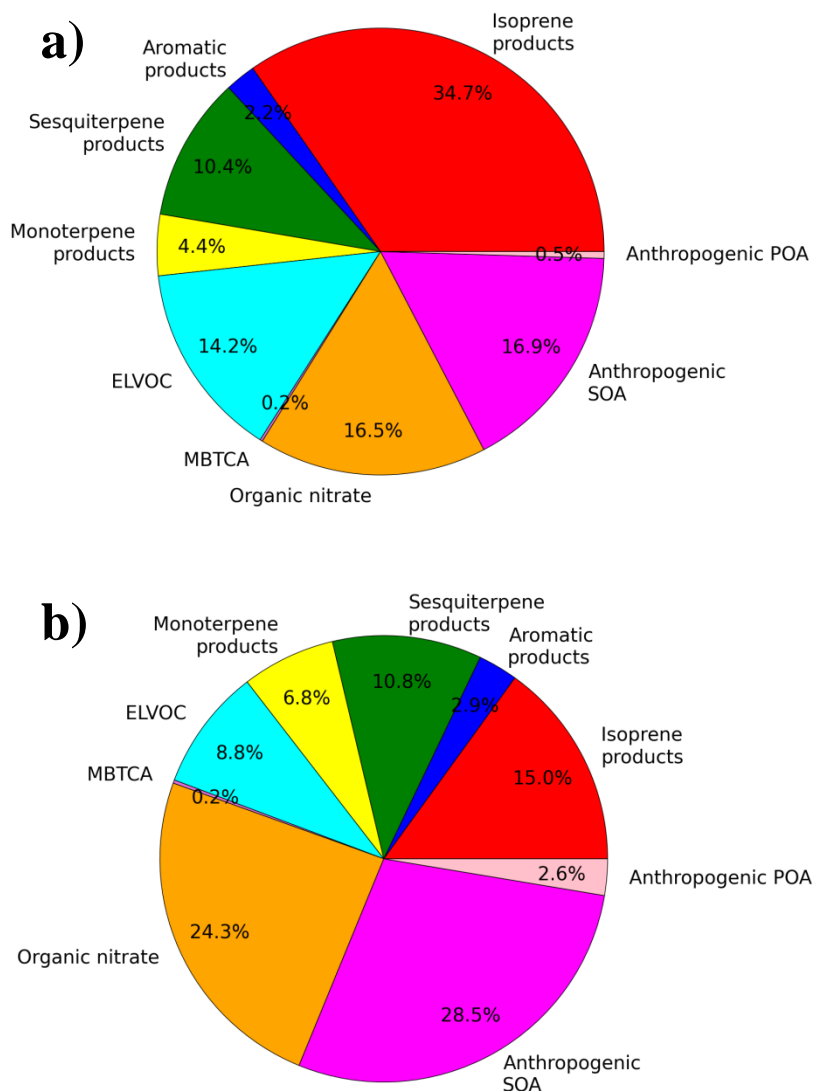 a)
Isoprene
products
34.7%
Aromatic
products
2.2%
Sesquiterpene
products
10.4%
Monoterpene
products
4.4%
ELVOC
14.2%
MBTCA
0.2%
Organic nitrate
16.5%
Anthropogenic
SOA
16.9%
Anthropogenic POA
0.5%
b)
Sesquiterpene
products
10.8%
Monoterpene
products
6.8%
Aromatic
products
2.9%
Isoprene
products
15.0%
ELVOC
8.8%
MBTCA
0.2%
Organic nitrate
24.3%
Anthropogenic POA
2.6%
Anthropogenic
SOA
28.5%